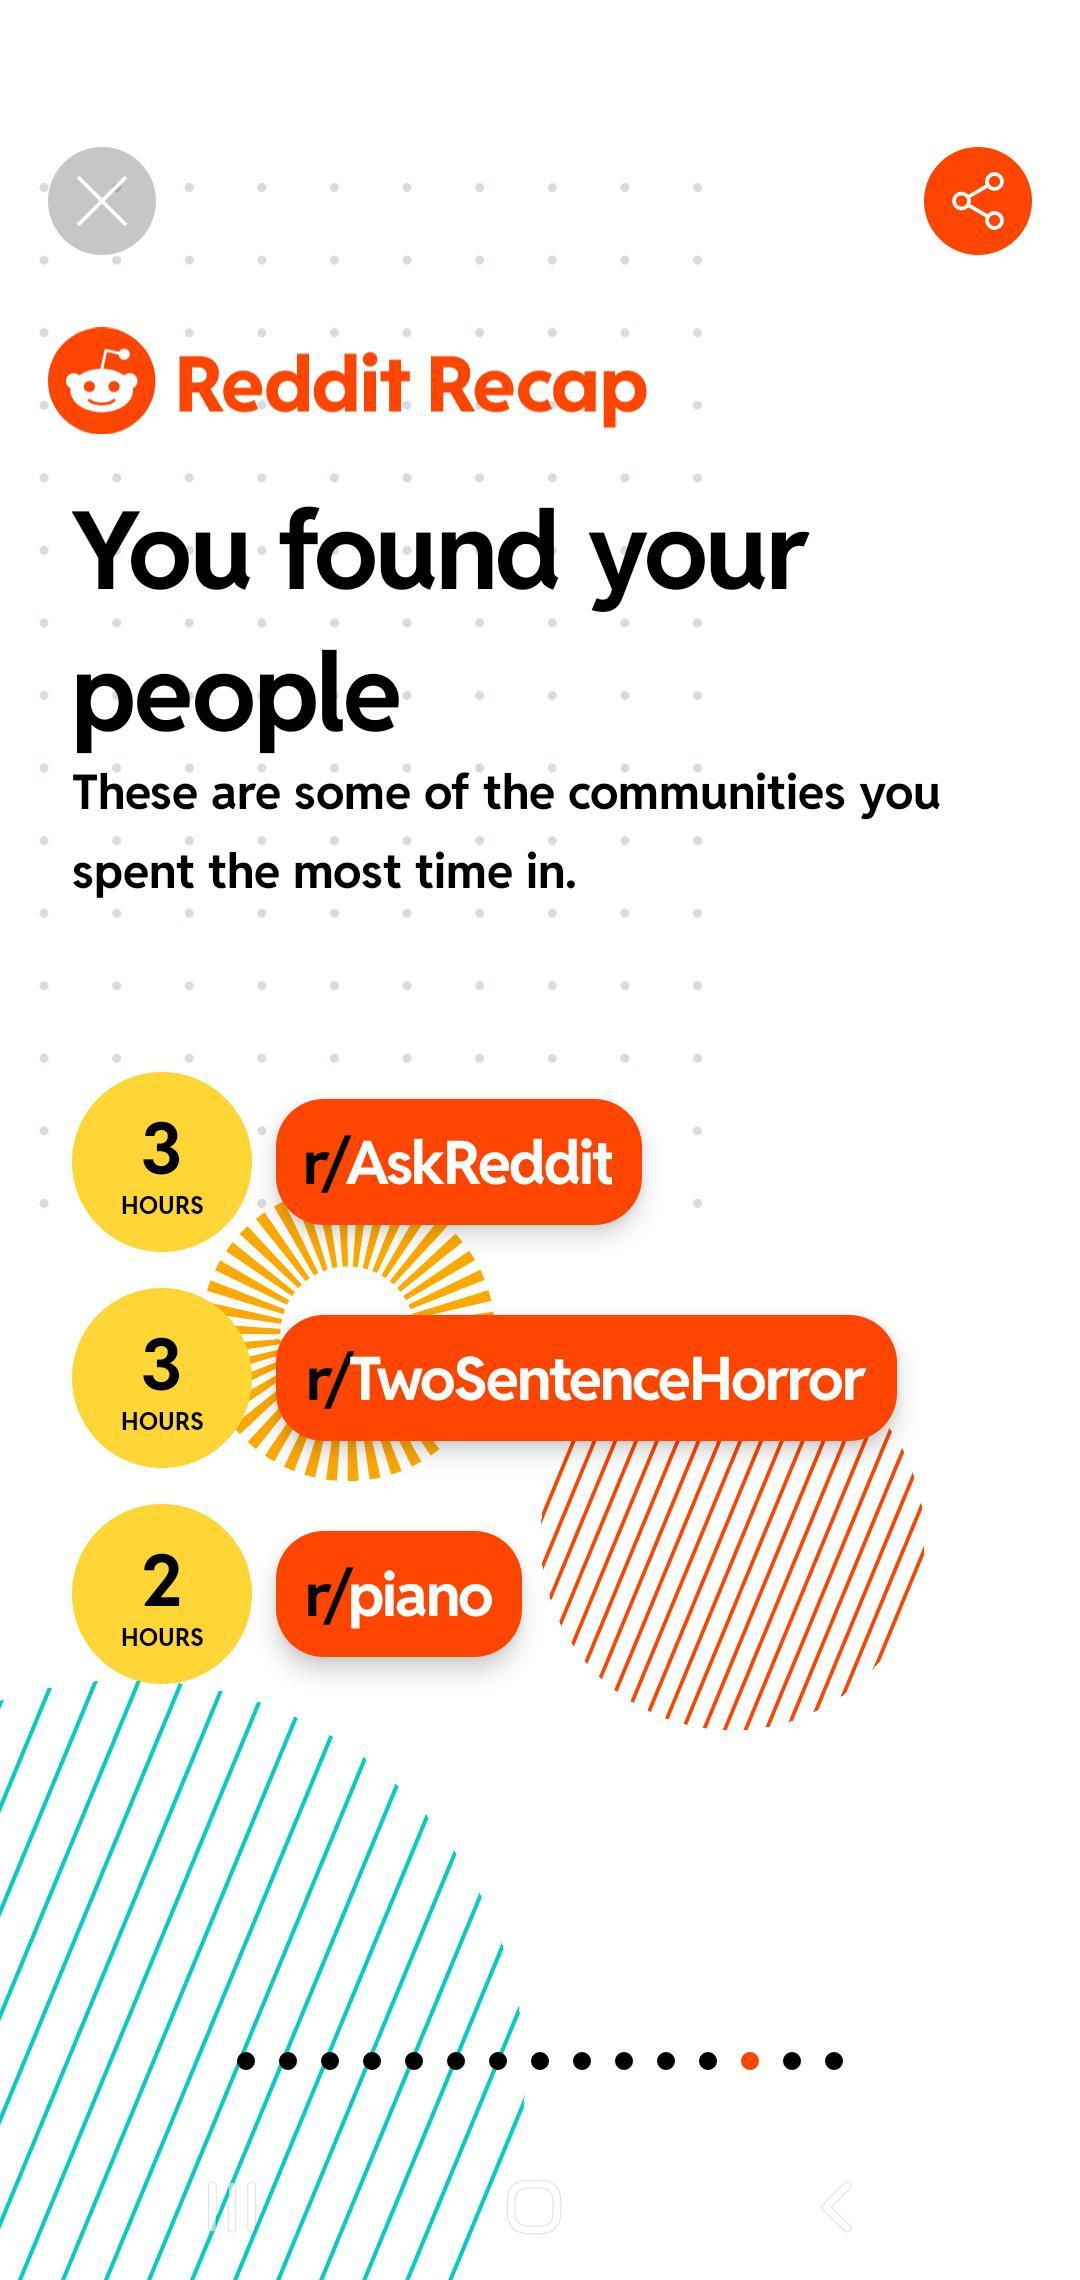 Reddit Recap
You found your
people
These are some of the communities you
spent the most time in.
3
HOURS
r/AskReddit
3
HOURS
r/TwoSentenceHorror
2
HOURS
r/piano